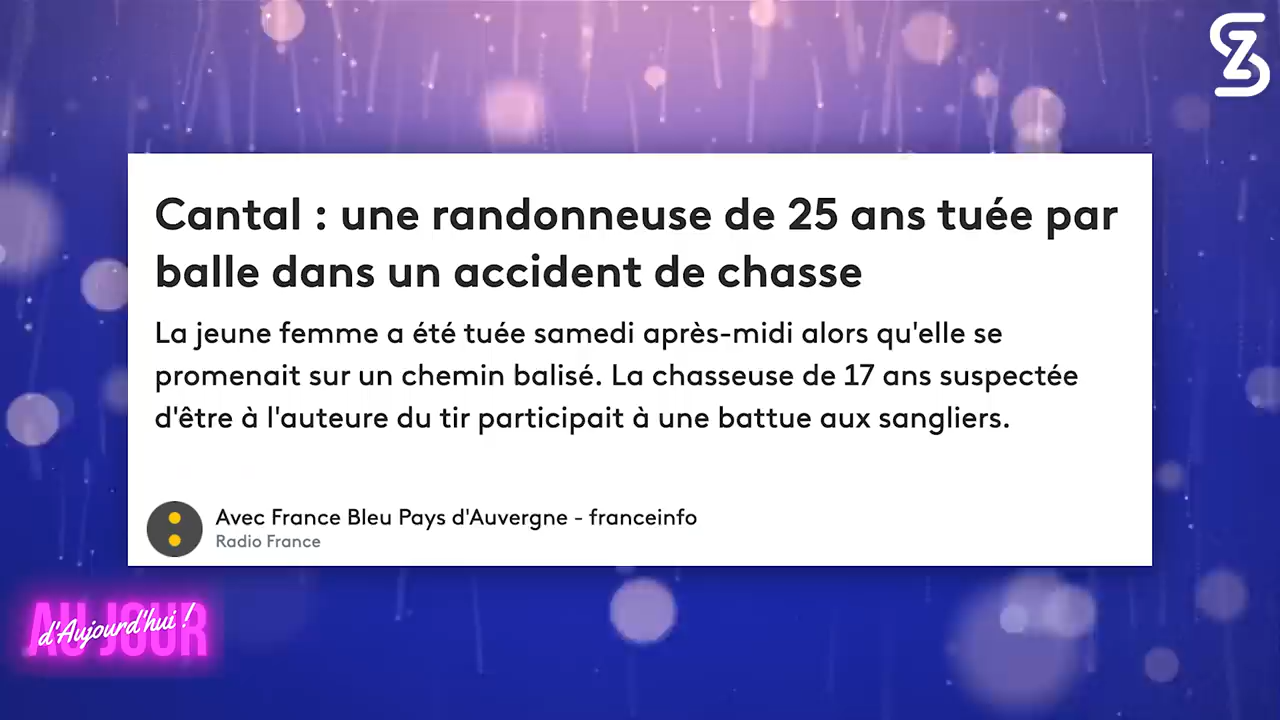 Cantal : une randonneuse de 25 ans tuée par
balle dans un accident de chasse
La jeune femme a été tuée samedi après-midi alors qu'elle se
promenait sur un chemin balisé. La chasseuse de 17 ans suspectée
d'être à l'auteure du tir participait à une battue aux sangliers.
Avec France Bleu Pays d'Auvergne - franceinfo
Radio France
AU JOUR
d'Aujourd'hui !